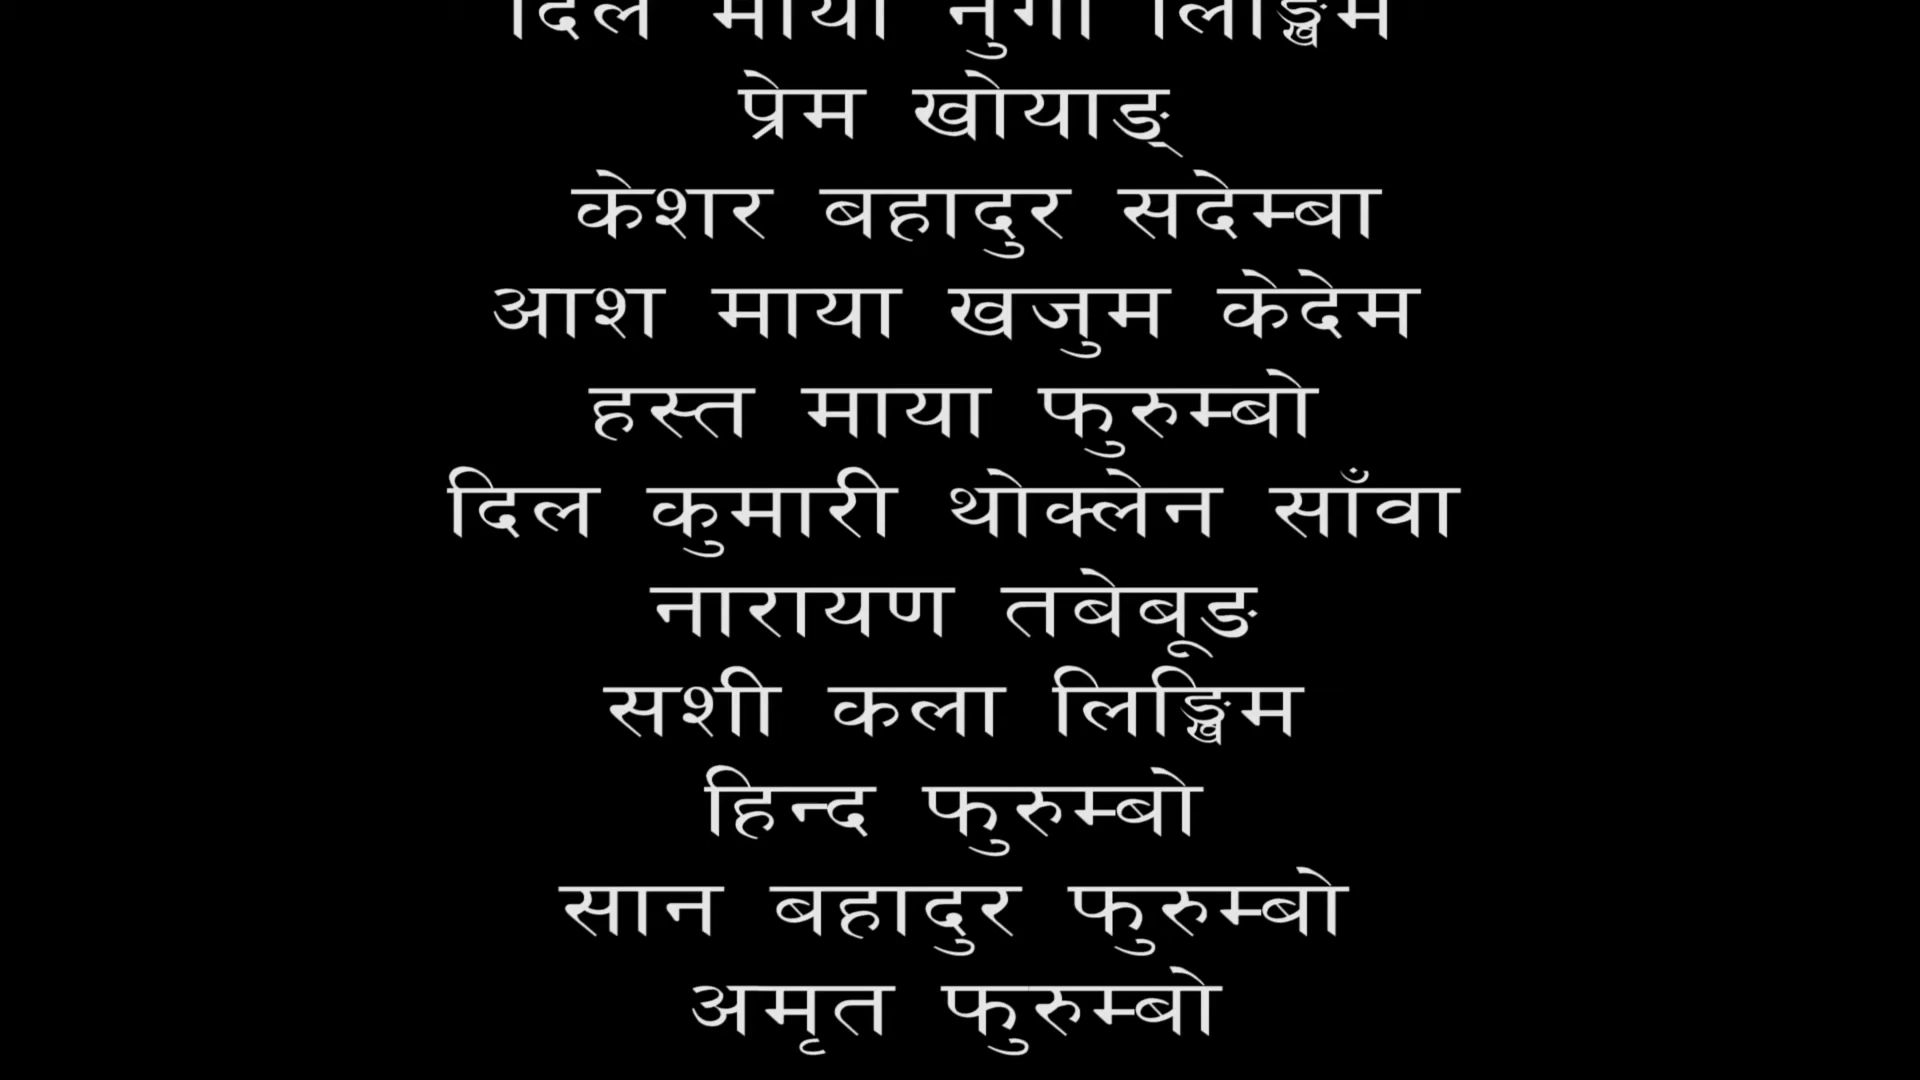 दिल माया नुगो लिङ्खिम
प्रेम खोयाङ्
केशर बहादुर सदेम्बा
आश माया खजुम केदेम
हस्त माया फुरुम्बो
दिल कुमारी थोक्लेन साँवा
नारायण तबेबूङ
सशी कला लिङ्खिम
हिन्द फुरुम्बो
सान बहादुर फुरुम्बो
अमृत फुरुम्बो